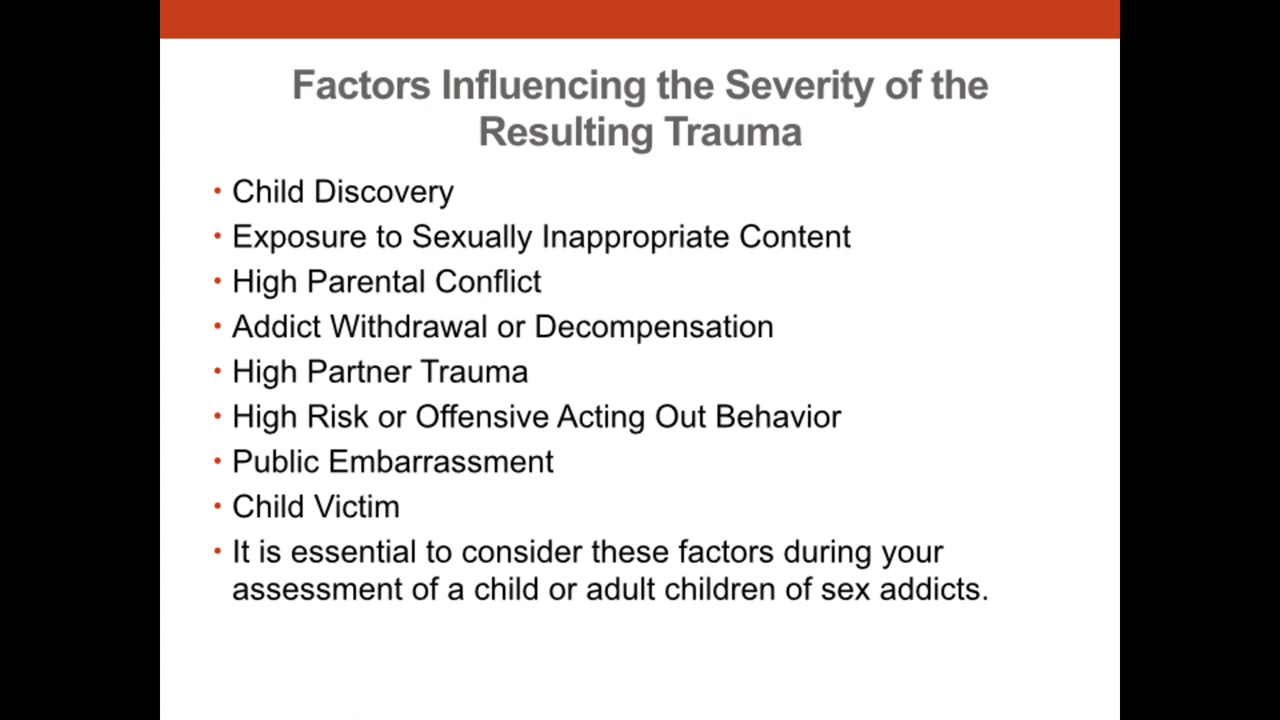 Factors Influencing the Severity of the
Resulting Trauma
• Child Discovery
• Exposure to Sexually Inappropriate Content
• High Parental Conflict
• Addict Withdrawal or Decompensation
• High Partner Trauma
• High Risk or Offensive Acting Out Behavior
• Public Embarrassment
• Child Victim
• It is essential to consider these factors during your
assessment of a child or adult children of sex addicts.